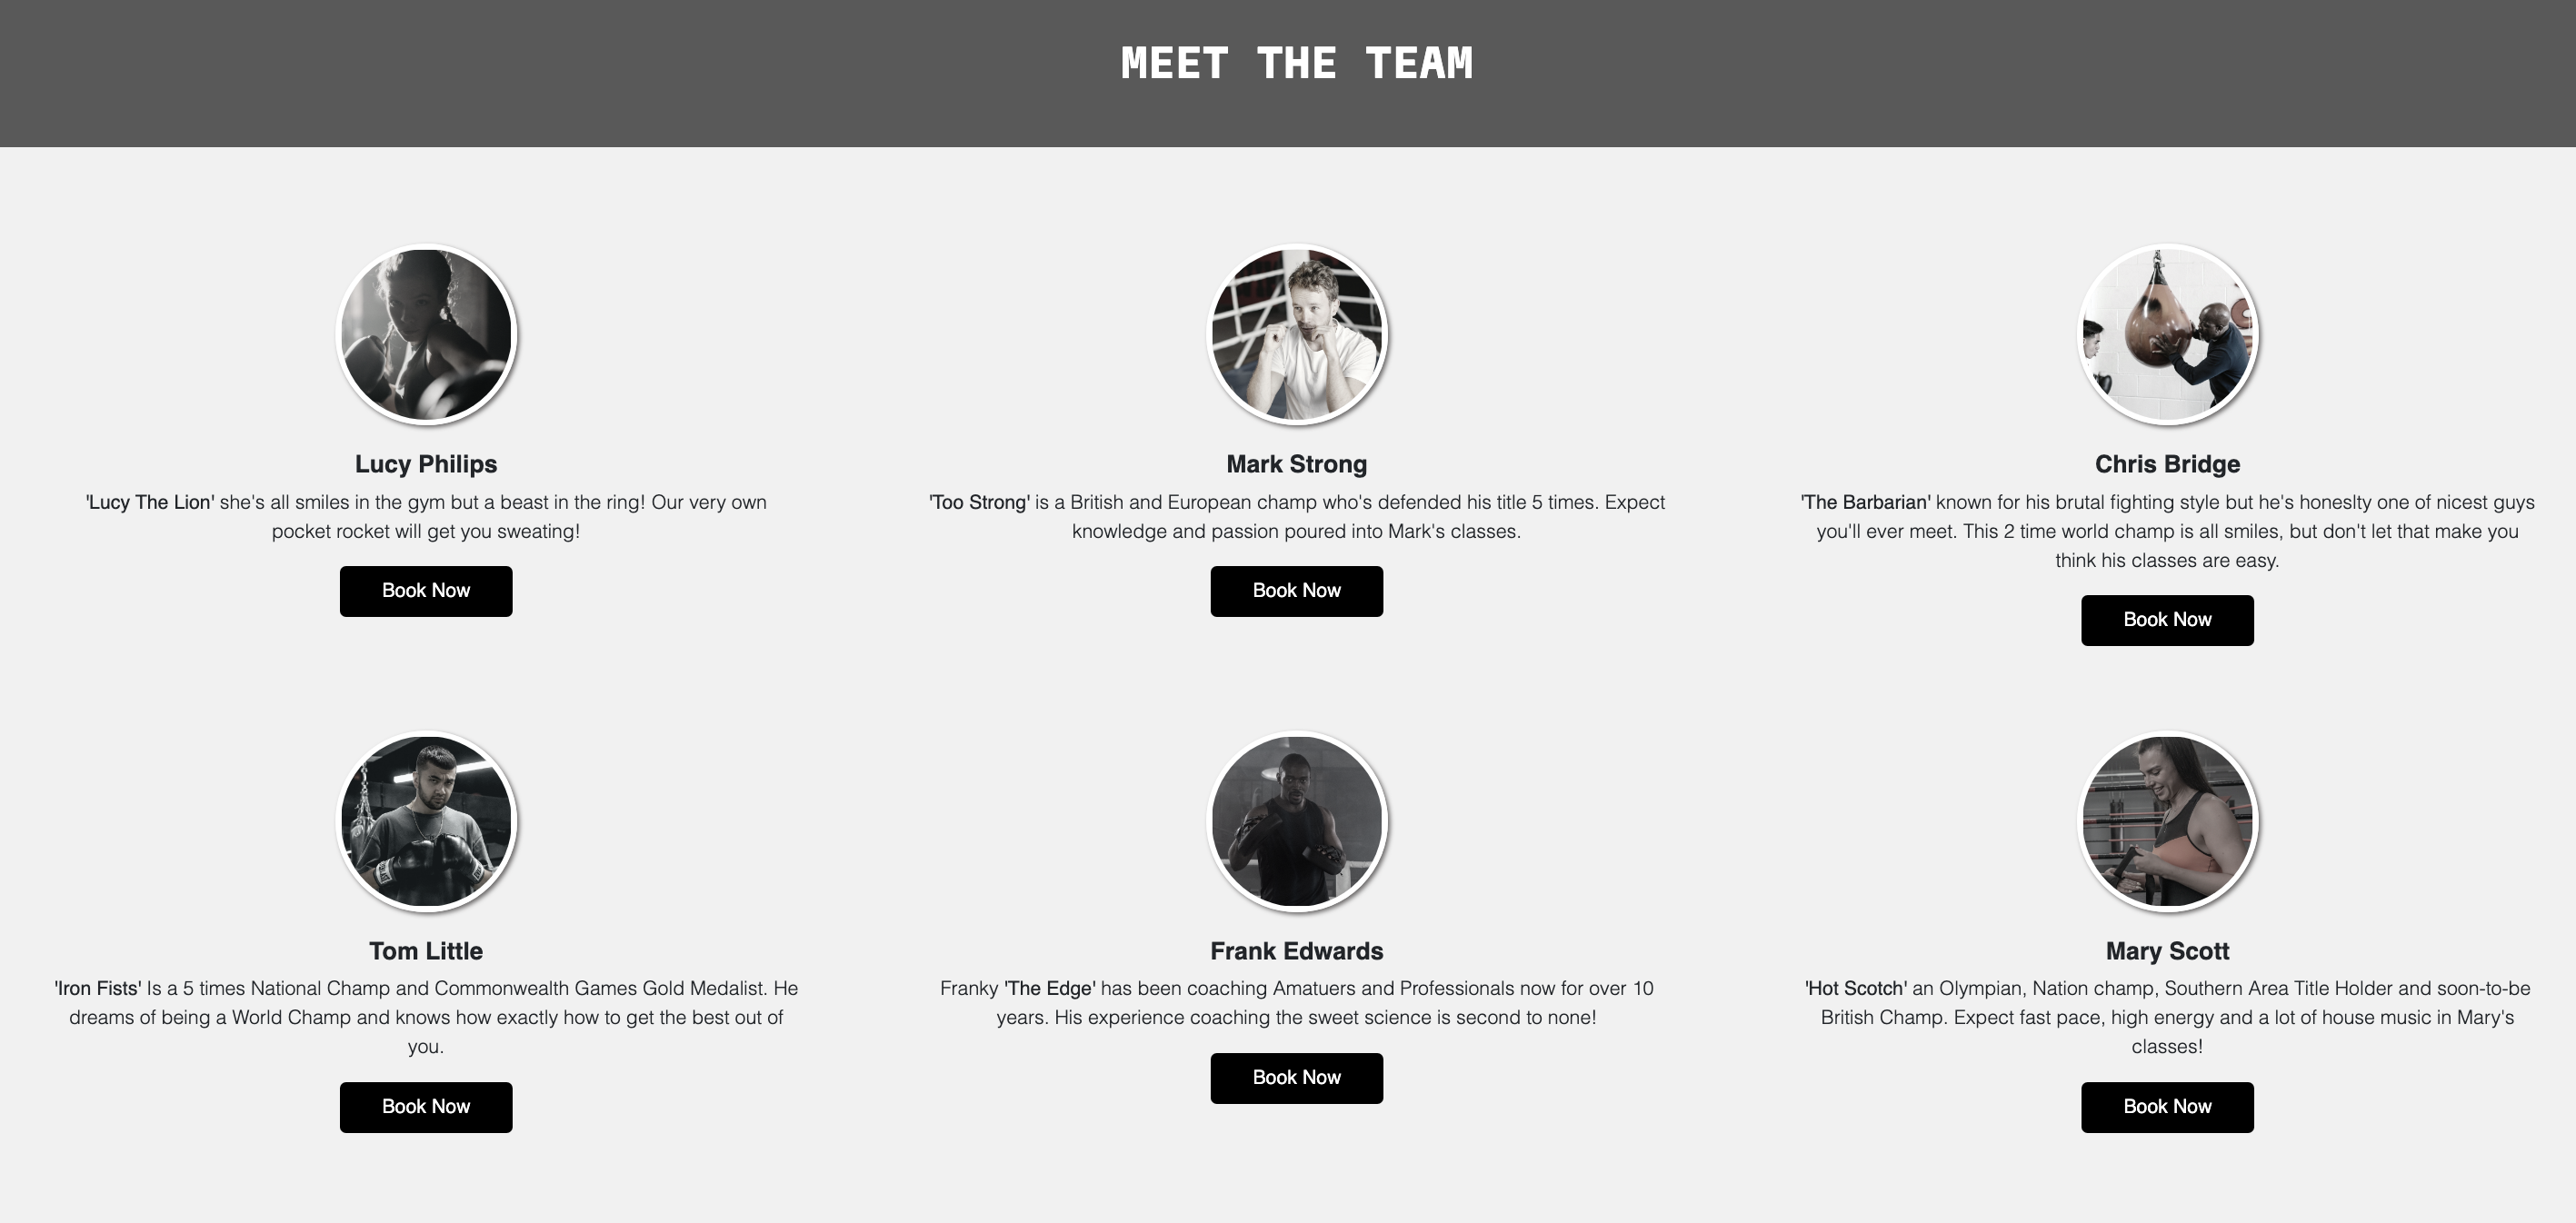 MEET THE TEAM
Lucy Philips
'Lucy The Lion' she's all smiles in the gym but a beast in the ring! Our very own
pocket rocket will get you sweating!
Book Now
Mark Strong
'Too Strong' is a British and European champ who's defended his title 5 times. Expect
knowledge and passion poured into Mark's classes.
Book Now
Chris Bridge
'The Barbarian' known for his brutal fighting style but he's honeslty one of nicest guys
you'll ever meet. This 2 time world champ is all smiles, but don't let that make you
think his classes are easy.
Book Now
Tom Little
'Iron Fists' Is a 5 times National Champ and Commonwealth Games Gold Medalist. He
dreams of being a World Champ and knows how exactly how to get the best out of
you.
Book Now
Frank Edwards
Franky 'The Edge' has been coaching Amatuers and Professionals now for over 10
years. His experience coaching the sweet science is second to none!
Book Now
Mary Scott
'Hot Scotch' an Olympian, Nation champ, Southern Area Title Holder and soon-to-be
British Champ. Expect fast pace, high energy and a lot of house music in Mary's
classes!
Book Now